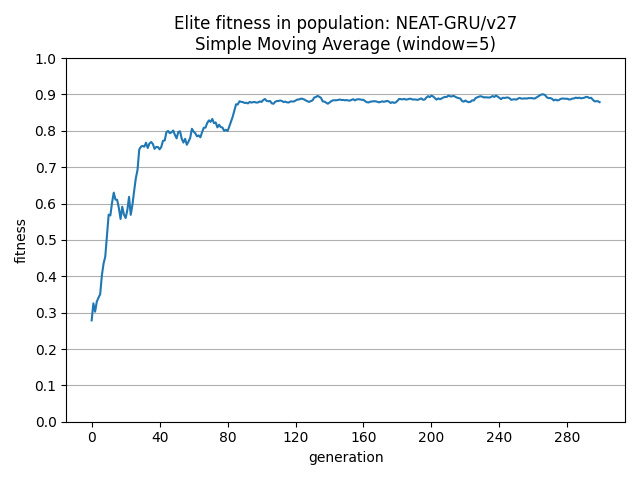 Elite fitness in population: NEAT-GRU/v27
Simple Moving Average (window=5)
1.0
0.9
0.8
0.7
0.6
0.5
0.4
0.3
0.2
0.1
0.0
fitness
0 40 80 120 160 200 240 280
generation